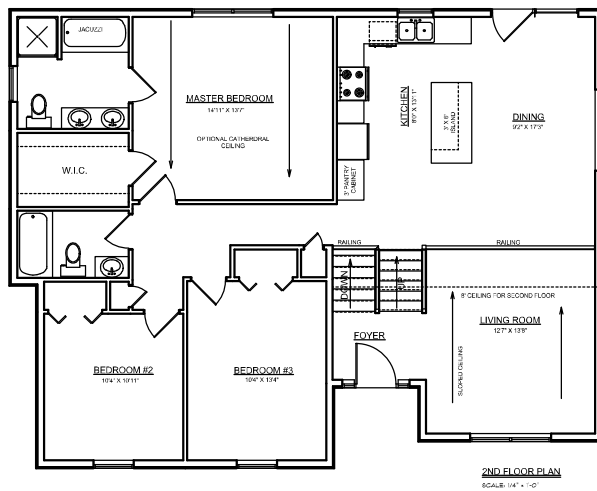 JACUZZI
MASTER BEDROOM
14'11" X 13'7"
OPTIONAL CATHERDRAL
CEILING
KITCHEN
8'0" X 13'1"
3' X 6'
ISLAND
DINING
9'2" X 17'3"
W.I.C.
3' PANTRY
CABINET
RAILING
RAILING
DOWN
UP
8' CEILING FOR SECOND FLOOR
LIVING ROOM
12'7" X 13'8"
SLOPED CEILING
FOYER
BEDROOM #2
10'4" X 10'11"
BEDROOM #3
10'4" X 13'4"
2ND FLOOR PLAN
SCALE: 1/4" = 1'-0"